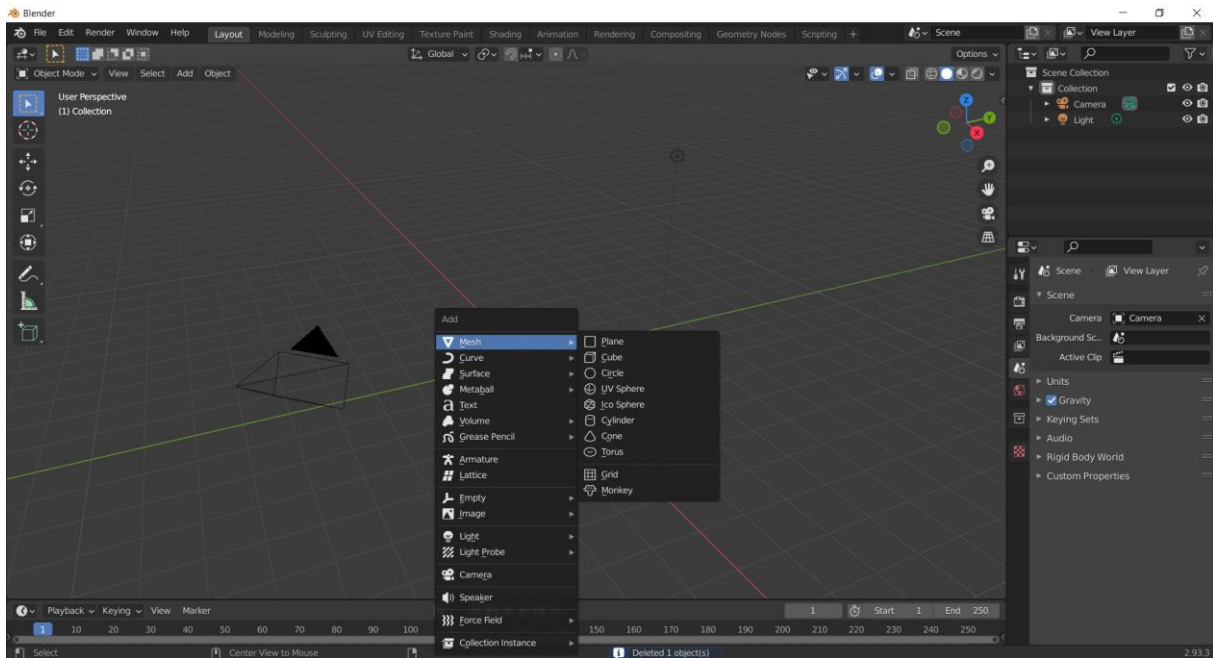 Blender
File Edit Render Window Help Layout Modeling Sculpting UV Editing Texture Paint Shading Animation Rendering Compositing Geometry Nodes Scripting + Scene View Layer
Global Options
Object Mode View Select Add Object
User Perspective
(1) Collection
Z
Y
X
Scene Collection
Collection
Camera
Light
Scene View Layer
Scene
Camera Camera
Background Sc...
Active Clip
Units
Gravity
Keying Sets
Audio
Rigid Body World
Custom Properties
Add
Mesh
Curve
Surface
Metaball
Text
Volume
Grease Pencil
Armature
Lattice
Empty
Image
Light
Light Probe
Camera
Speaker
Force Field
Collection Instance
Plane
Cube
Circle
UV Sphere
Ico Sphere
Cylinder
Cone
Torus
Grid
Monkey
Playback Keying View Marker 1 Start 1 End 250
1 10 20 30 40 50 60 70 80 90 100 150 160 170 180 190 200 210 220 230 240 250
Select Center View to Mouse Deleted 1 object(s) 2.93.3